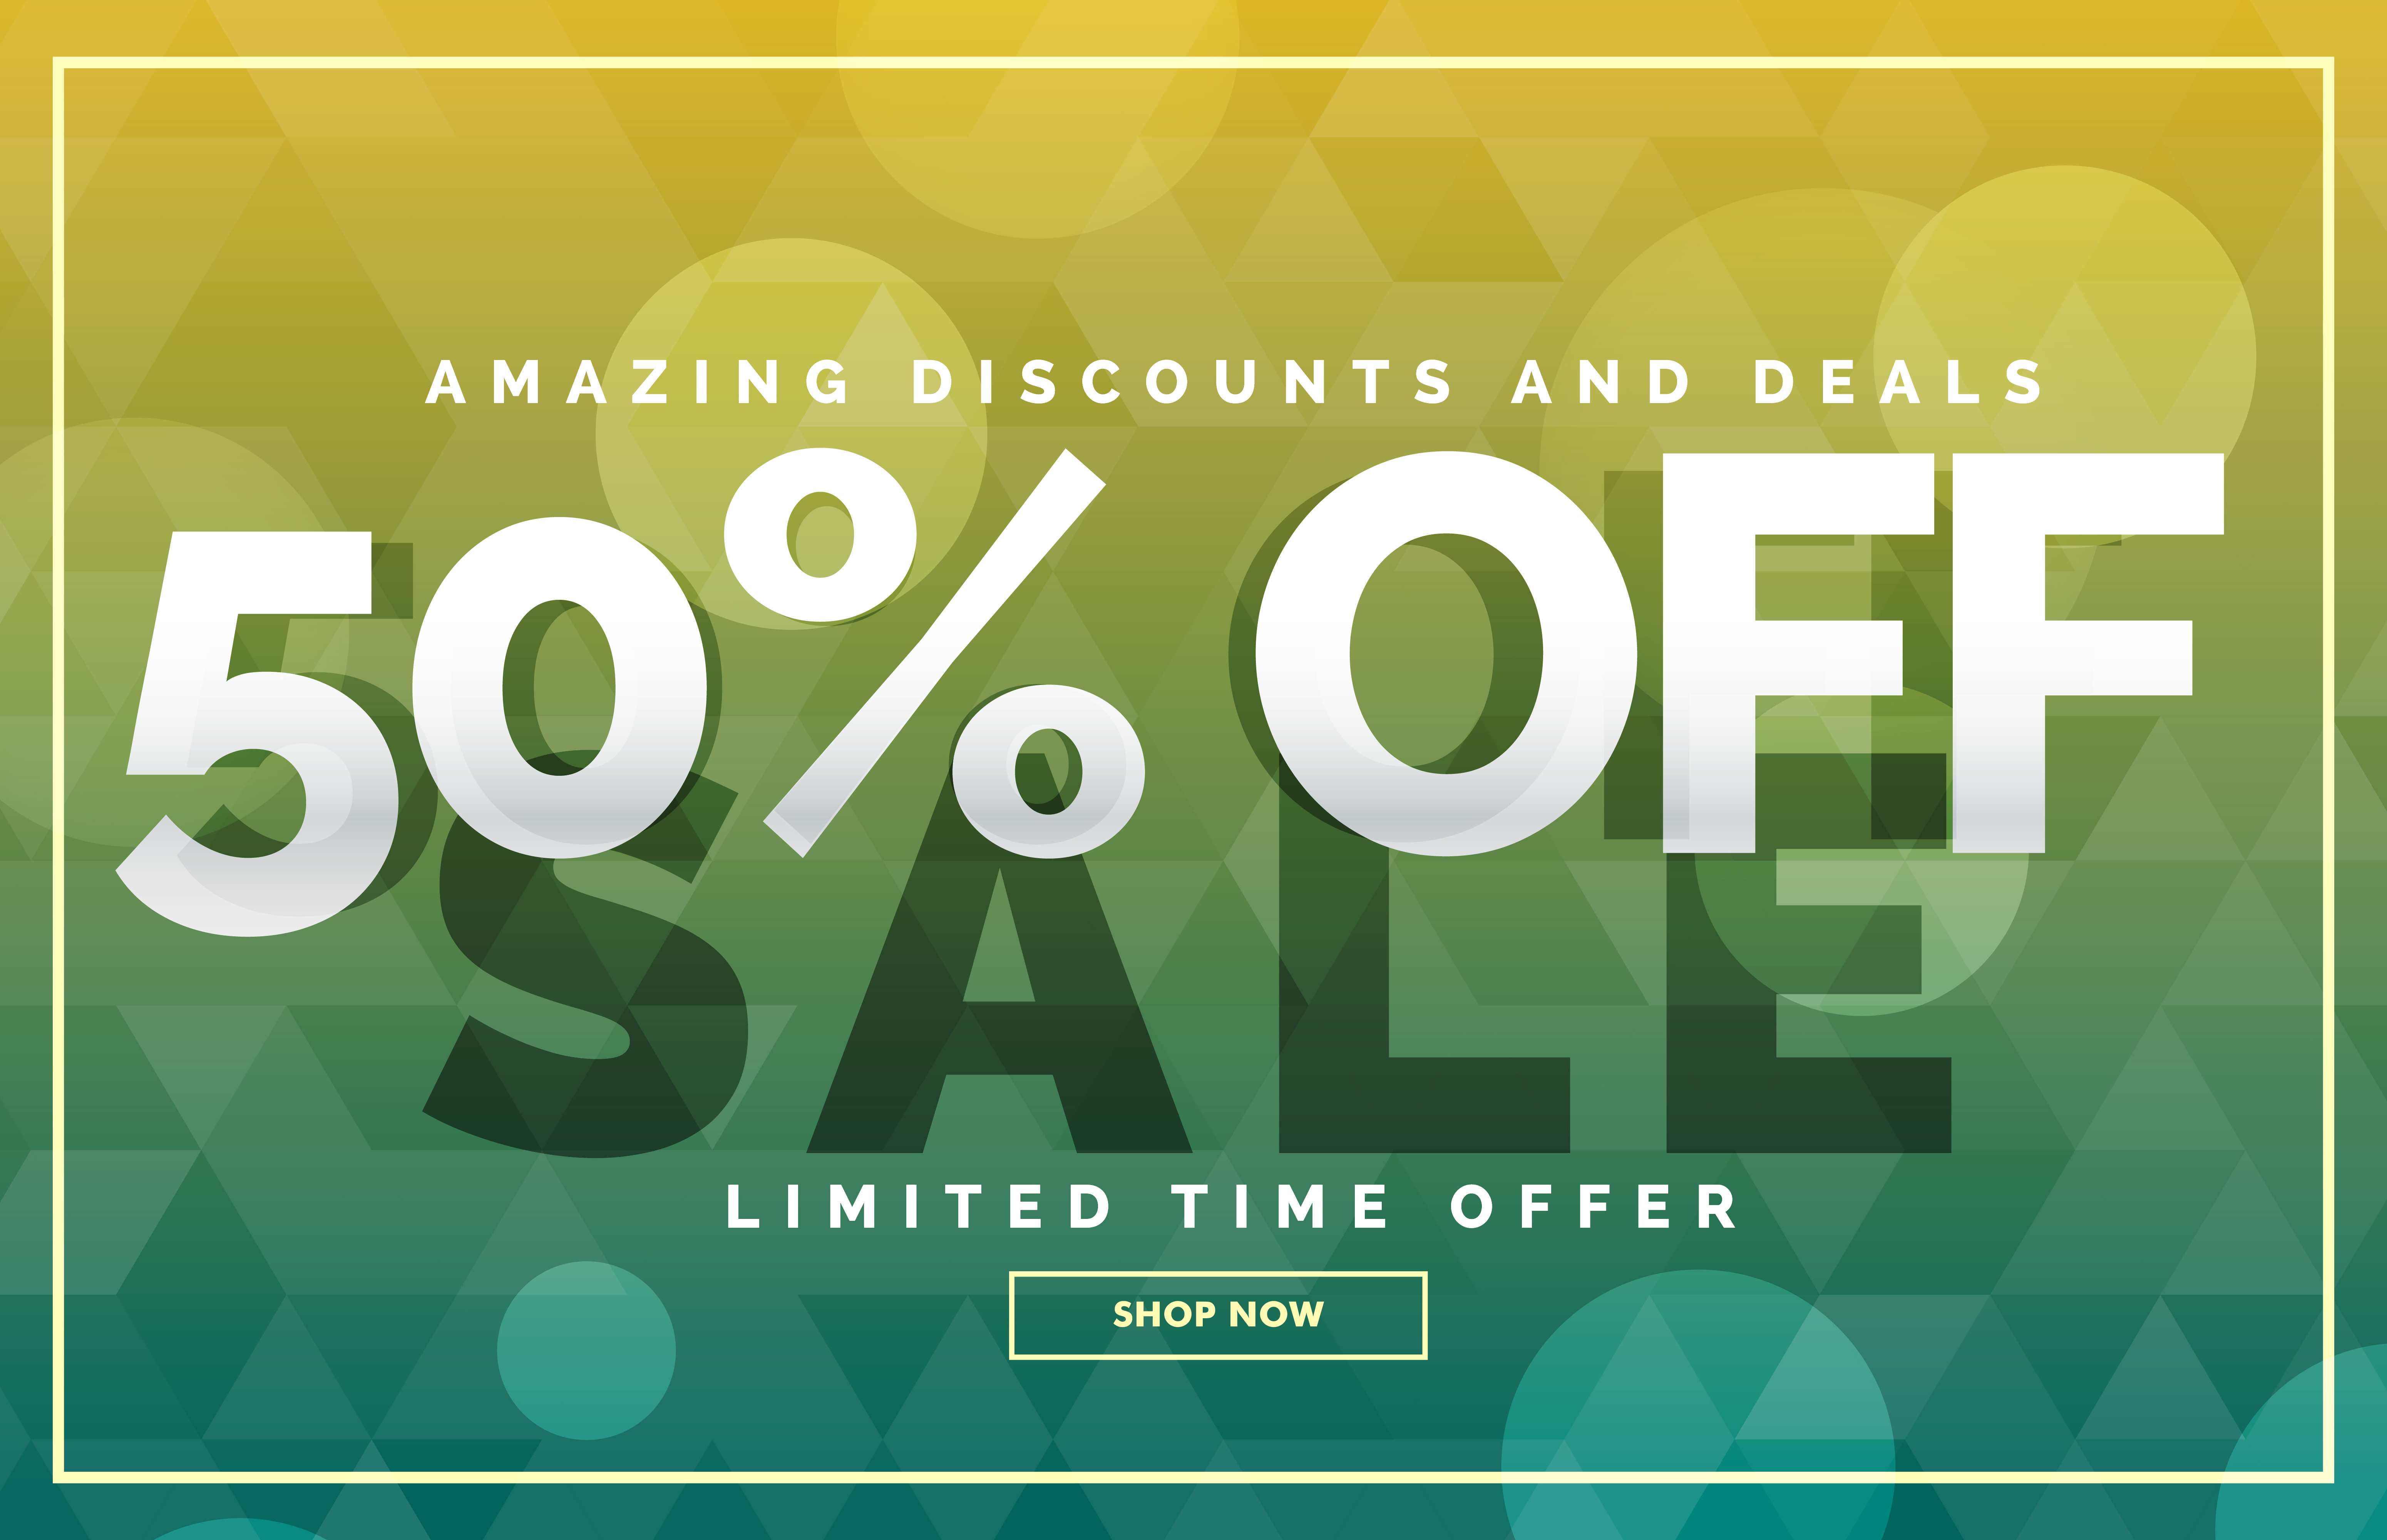 AMAZING DISCOUNTS AND DEALS
50% OFF
SALE
LIMITED TIME OFFER
SHOP NOW